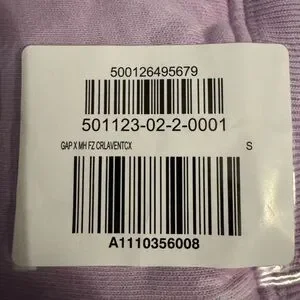 500126495679
501123-02-2-0001
GAP X MH FZ CRLAVENTCX S
A1110356008